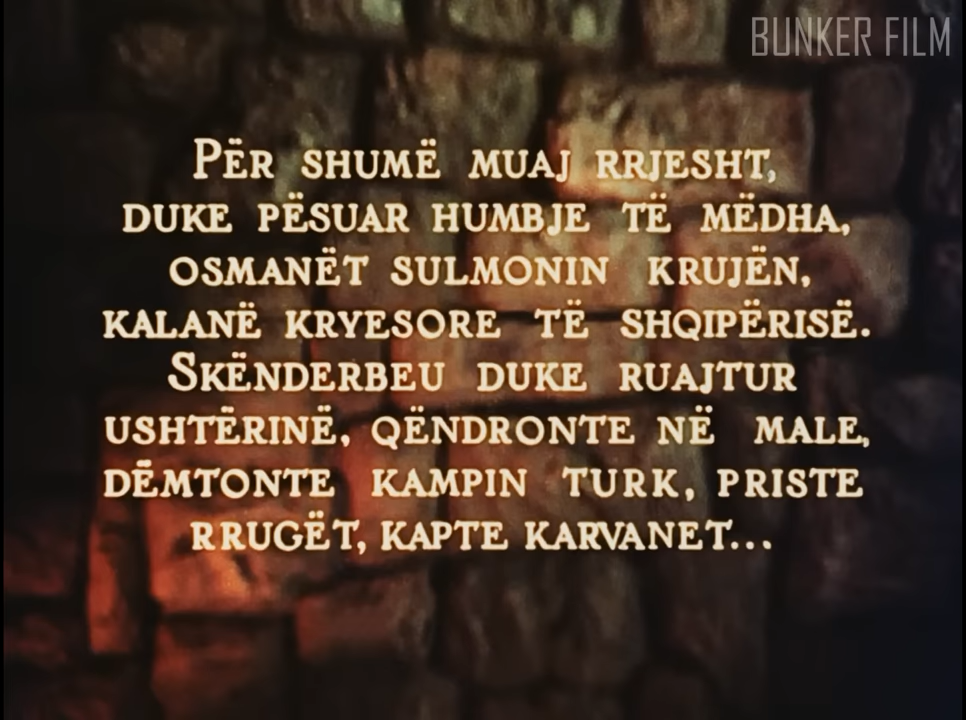 BUNKER FILM
PËR SHUMË MUAJ RRJESHT,
DUKE PËSUAR HUMBJE TË MËDHA,
OSMANËT SULMONIN KRUJËN,
KALANË KRYESORE TË SHQIPËRISË.
SKËNDERBEU DUKE RUAJTUR
USHTËRINË, QËNDRONTE NË MALE,
DËMTONTE KAMPIN TURK, PRISTE
RRUGËT, KAPTE KARVANET...